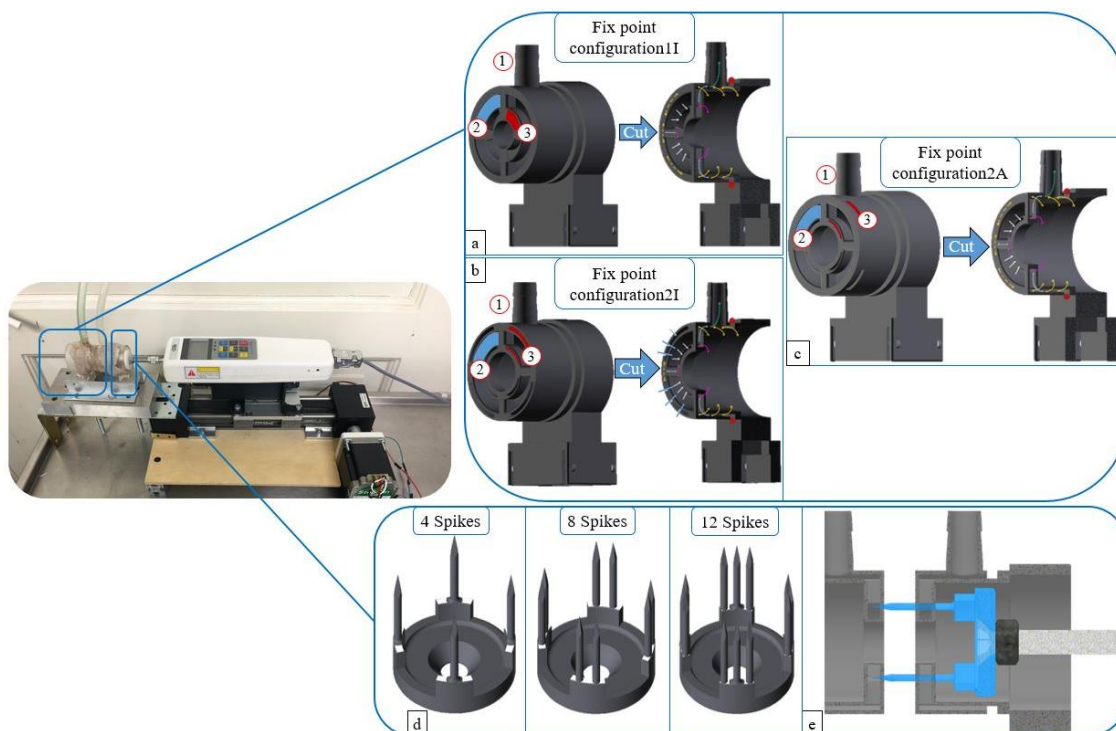 Fix point
configuration1I
1
2
3
Cut
a
Fix point
configuration2A
1
2
3
Cut
c
b
Fix point
configuration2I
1
2
3
Cut
4 Spikes
8 Spikes
12 Spikes
d
e